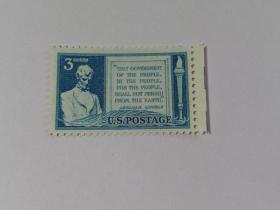 3 CENTS
"THAT GOVERNMENT
OF THE PEOPLE,
BY THE PEOPLE,
FOR THE PEOPLE,
SHALL NOT PERISH
FROM THE EARTH."
ABRAHAM LINCOLN
U.S. POSTAGE